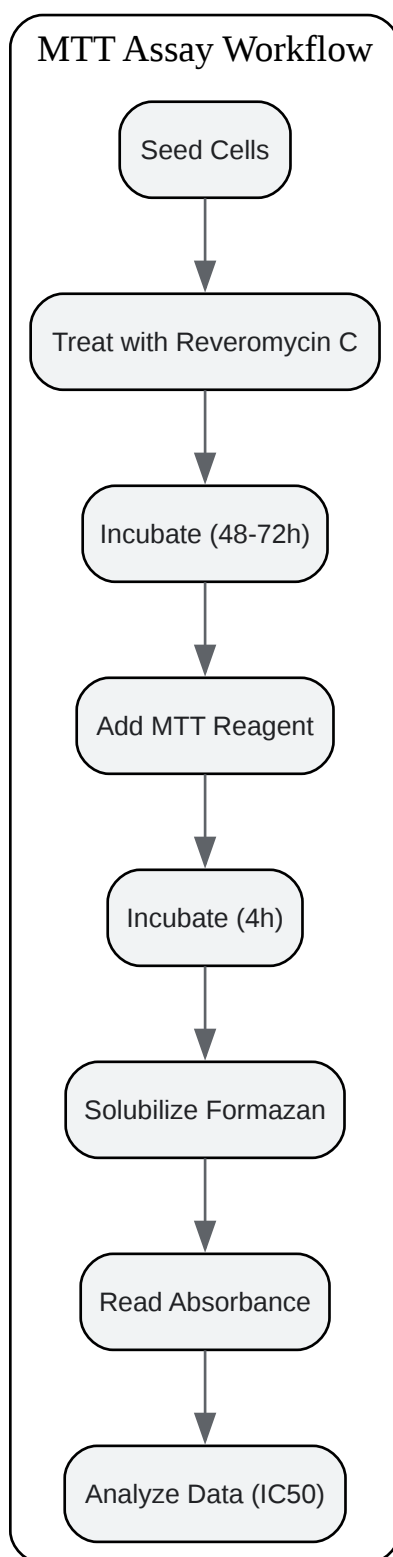 MTT Assay Workflow
Seed Cells
Treat with Reveromycin C
Incubate (48-72h)
Add MTT Reagent
Incubate (4h)
Solubilize Formazan
Read Absorbance
Analyze Data (IC50)